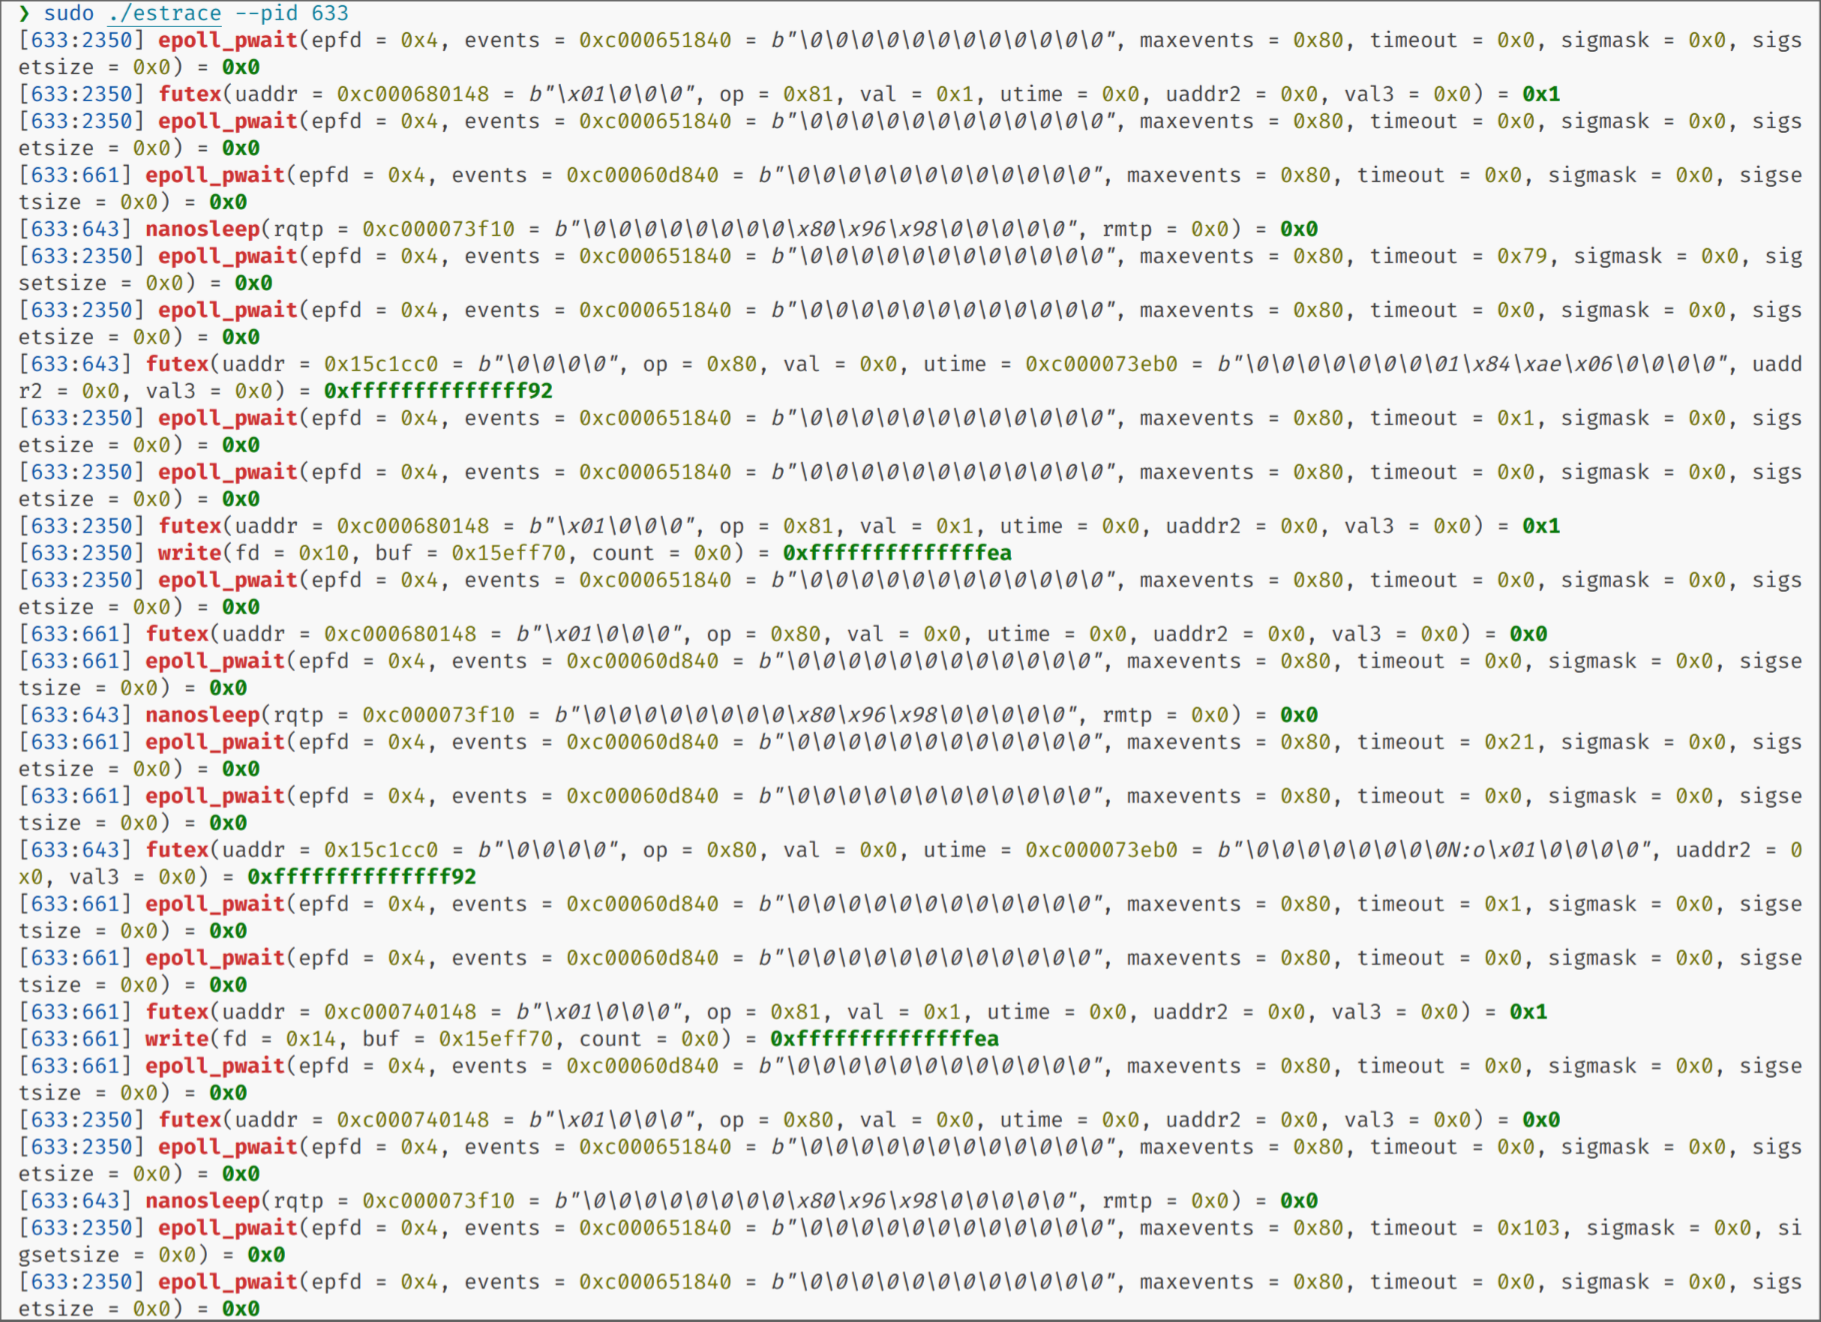 ❯ sudo ./estrace --pid 633
[633:2350] epoll_pwait(epfd = 0x4, events = 0xc000651840 = b"\0\0\0\0\0\0\0\0\0\0\0\0", maxevents = 0x80, timeout = 0x0, sigmask = 0x0, sigs
etsize = 0x0) = 0x0
[633:2350] futex(uaddr = 0xc000680148 = b"\x01\0\0\0", op = 0x81, val = 0x1, utime = 0x0, uaddr2 = 0x0, val3 = 0x0) = 0x1
[633:2350] epoll_pwait(epfd = 0x4, events = 0xc000651840 = b"\0\0\0\0\0\0\0\0\0\0\0\0", maxevents = 0x80, timeout = 0x0, sigmask = 0x0, sigs
etsize = 0x0) = 0x0
[633:661] epoll_pwait(epfd = 0x4, events = 0xc00060d840 = b"\0\0\0\0\0\0\0\0\0\0\0\0", maxevents = 0x80, timeout = 0x0, sigmask = 0x0, sigse
tsize = 0x0) = 0x0
[633:643] nanosleep(rqtp = 0xc000073f10 = b"\0\0\0\0\0\0\0\0\x80\x96\x98\0\0\0\0\0", rmtp = 0x0) = 0x0
[633:2350] epoll_pwait(epfd = 0x4, events = 0xc000651840 = b"\0\0\0\0\0\0\0\0\0\0\0\0", maxevents = 0x80, timeout = 0x79, sigmask = 0x0, sig
setsize = 0x0) = 0x0
[633:2350] epoll_pwait(epfd = 0x4, events = 0xc000651840 = b"\0\0\0\0\0\0\0\0\0\0\0\0", maxevents = 0x80, timeout = 0x0, sigmask = 0x0, sigs
etsize = 0x0) = 0x0
[633:643] futex(uaddr = 0x15c1cc0 = b"\0\0\0\0", op = 0x80, val = 0x0, utime = 0xc000073eb0 = b"\0\0\0\0\0\0\0\01\x84\xae\x06\0\0\0\0", uadd
r2 = 0x0, val3 = 0x0) = 0xffffffffffffff92
[633:2350] epoll_pwait(epfd = 0x4, events = 0xc000651840 = b"\0\0\0\0\0\0\0\0\0\0\0\0", maxevents = 0x80, timeout = 0x1, sigmask = 0x0, sigs
etsize = 0x0) = 0x0
[633:2350] epoll_pwait(epfd = 0x4, events = 0xc000651840 = b"\0\0\0\0\0\0\0\0\0\0\0\0", maxevents = 0x80, timeout = 0x0, sigmask = 0x0, sigs
etsize = 0x0) = 0x0
[633:2350] futex(uaddr = 0xc000680148 = b"\x01\0\0\0", op = 0x81, val = 0x1, utime = 0x0, uaddr2 = 0x0, val3 = 0x0) = 0x1
[633:2350] write(fd = 0x10, buf = 0x15eff70, count = 0x0) = 0xffffffffffffffea
[633:2350] epoll_pwait(epfd = 0x4, events = 0xc000651840 = b"\0\0\0\0\0\0\0\0\0\0\0\0", maxevents = 0x80, timeout = 0x0, sigmask = 0x0, sigs
etsize = 0x0) = 0x0
[633:661] futex(uaddr = 0xc000680148 = b"\x01\0\0\0", op = 0x80, val = 0x0, utime = 0x0, uaddr2 = 0x0, val3 = 0x0) = 0x0
[633:661] epoll_pwait(epfd = 0x4, events = 0xc00060d840 = b"\0\0\0\0\0\0\0\0\0\0\0\0", maxevents = 0x80, timeout = 0x0, sigmask = 0x0, sigse
tsize = 0x0) = 0x0
[633:643] nanosleep(rqtp = 0xc000073f10 = b"\0\0\0\0\0\0\0\0\x80\x96\x98\0\0\0\0\0", rmtp = 0x0) = 0x0
[633:661] epoll_pwait(epfd = 0x4, events = 0xc00060d840 = b"\0\0\0\0\0\0\0\0\0\0\0\0", maxevents = 0x80, timeout = 0x21, sigmask = 0x0, sigs
etsize = 0x0) = 0x0
[633:661] epoll_pwait(epfd = 0x4, events = 0xc00060d840 = b"\0\0\0\0\0\0\0\0\0\0\0\0", maxevents = 0x80, timeout = 0x0, sigmask = 0x0, sigse
tsize = 0x0) = 0x0
[633:643] futex(uaddr = 0x15c1cc0 = b"\0\0\0\0", op = 0x80, val = 0x0, utime = 0xc000073eb0 = b"\0\0\0\0\0\0\0\0N:o\x01\0\0\0\0", uaddr2 = 0
x0, val3 = 0x0) = 0xffffffffffffff92
[633:661] epoll_pwait(epfd = 0x4, events = 0xc00060d840 = b"\0\0\0\0\0\0\0\0\0\0\0\0", maxevents = 0x80, timeout = 0x1, sigmask = 0x0, sigse
tsize = 0x0) = 0x0
[633:661] epoll_pwait(epfd = 0x4, events = 0xc00060d840 = b"\0\0\0\0\0\0\0\0\0\0\0\0", maxevents = 0x80, timeout = 0x0, sigmask = 0x0, sigse
tsize = 0x0) = 0x0
[633:661] futex(uaddr = 0xc000740148 = b"\x01\0\0\0", op = 0x81, val = 0x1, utime = 0x0, uaddr2 = 0x0, val3 = 0x0) = 0x1
[633:661] write(fd = 0x14, buf = 0x15eff70, count = 0x0) = 0xffffffffffffffea
[633:661] epoll_pwait(epfd = 0x4, events = 0xc00060d840 = b"\0\0\0\0\0\0\0\0\0\0\0\0", maxevents = 0x80, timeout = 0x0, sigmask = 0x0, sigse
tsize = 0x0) = 0x0
[633:2350] futex(uaddr = 0xc000740148 = b"\x01\0\0\0", op = 0x80, val = 0x0, utime = 0x0, uaddr2 = 0x0, val3 = 0x0) = 0x0
[633:2350] epoll_pwait(epfd = 0x4, events = 0xc000651840 = b"\0\0\0\0\0\0\0\0\0\0\0\0", maxevents = 0x80, timeout = 0x0, sigmask = 0x0, sigs
etsize = 0x0) = 0x0
[633:643] nanosleep(rqtp = 0xc000073f10 = b"\0\0\0\0\0\0\0\0\x80\x96\x98\0\0\0\0\0", rmtp = 0x0) = 0x0
[633:2350] epoll_pwait(epfd = 0x4, events = 0xc000651840 = b"\0\0\0\0\0\0\0\0\0\0\0\0", maxevents = 0x80, timeout = 0x103, sigmask = 0x0, si
gsetsize = 0x0) = 0x0
[633:2350] epoll_pwait(epfd = 0x4, events = 0xc000651840 = b"\0\0\0\0\0\0\0\0\0\0\0\0", maxevents = 0x80, timeout = 0x0, sigmask = 0x0, sigs
etsize = 0x0) = 0x0